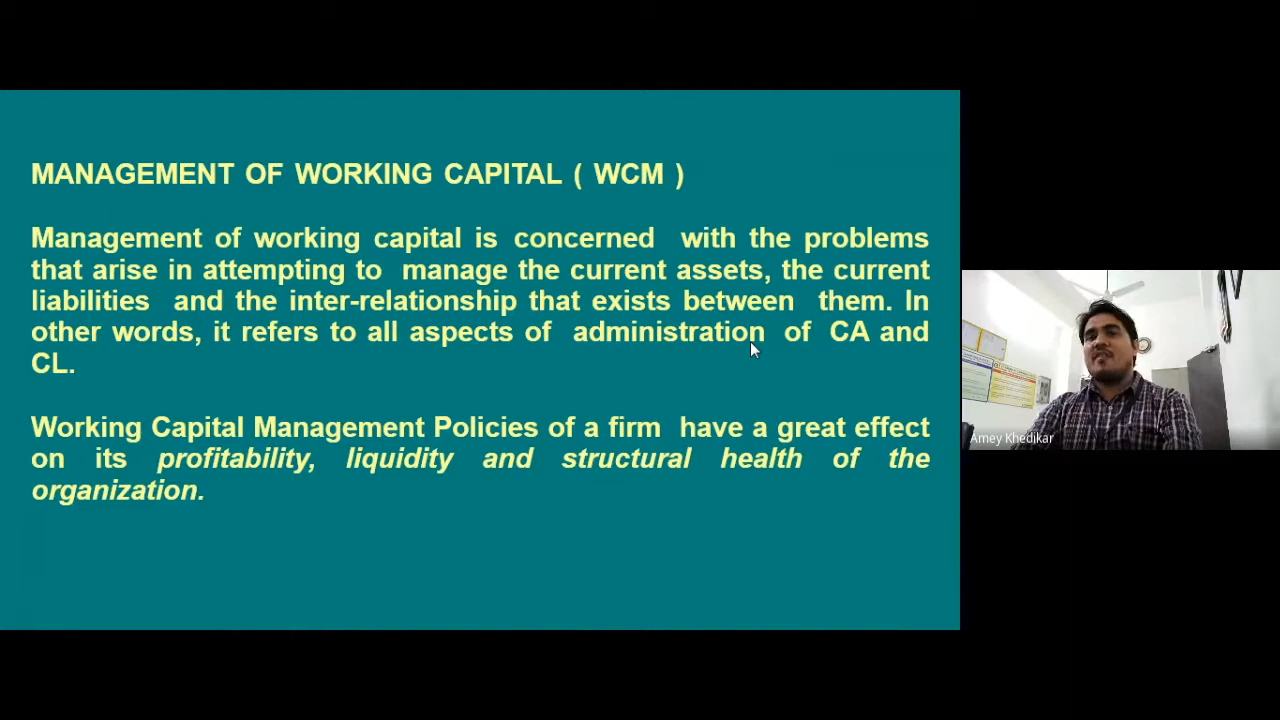 MANAGEMENT OF WORKING CAPITAL ( WCM )
Management of working capital is concerned with the problems
that arise in attempting to manage the current assets, the current
liabilities and the inter-relationship that exists between them. In
other words, it refers to all aspects of administration of CA and
CL.
Working Capital Management Policies of a firm have a great effect
on its profitability, liquidity and structural health of the
organization.
Amey Khedikar